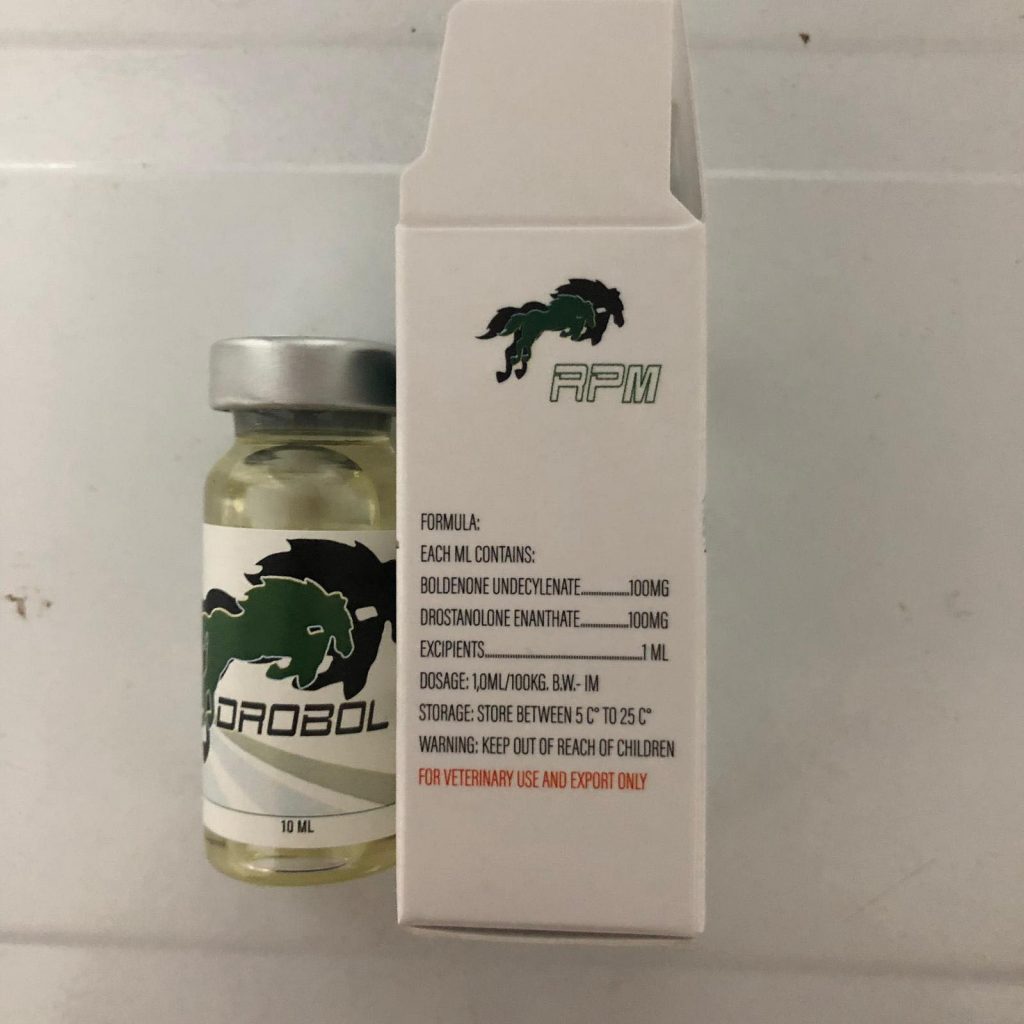 RPM
FORMULA:
EACH ML CONTAINS:
BOLDENONE UNDECYLENATE..................100MG
DROSTANOLONE ENANTHATE..................100MG
EXCIPIENTS............................................................1 ML
DOSAGE: 1,0ML/100KG. B.W.- IM
STORAGE: STORE BETWEEN 5 C° TO 25 C°
WARNING: KEEP OUT OF REACH OF CHILDREN
FOR VETERINARY USE AND EXPORT ONLY
DROBOL
10 ML